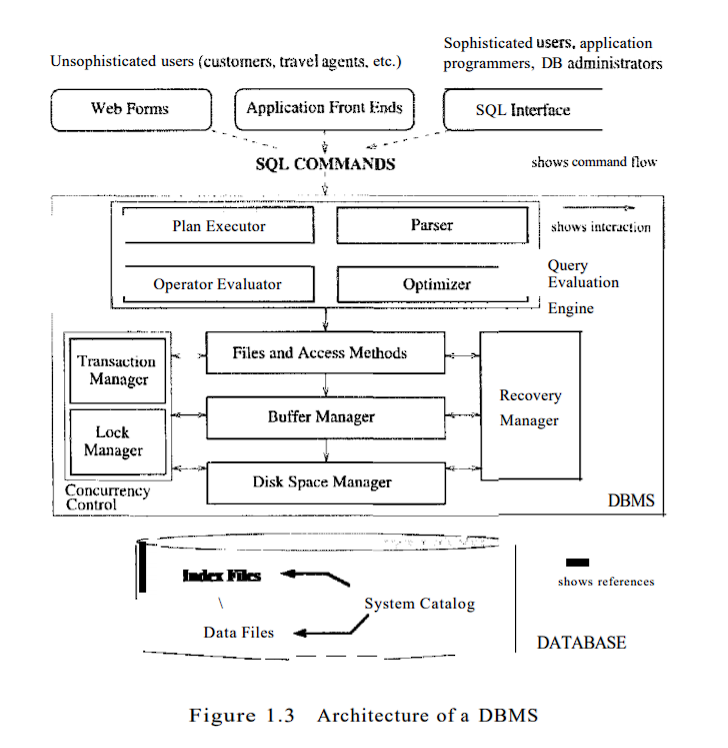 Unsophisticated users (customers, travel agents, etc.)
Sophisticated users, application
programmers, DB administrators
Web Forms
Application Front Ends
SQL Interface
SQL COMMANDS
shows command flow
Plan Executor
Parser
shows interaction
Operator Evaluator
Optimizer
Query
Evaluation
Engine
Transaction
Manager
Files and Access Methods
Buffer Manager
Recovery
Manager
Lock
Manager
Disk Space Manager
Concurrency
Control
DBMS
Index Files
shows references
System Catalog
Data Files
DATABASE
Figure 1.3 Architecture of a DBMS